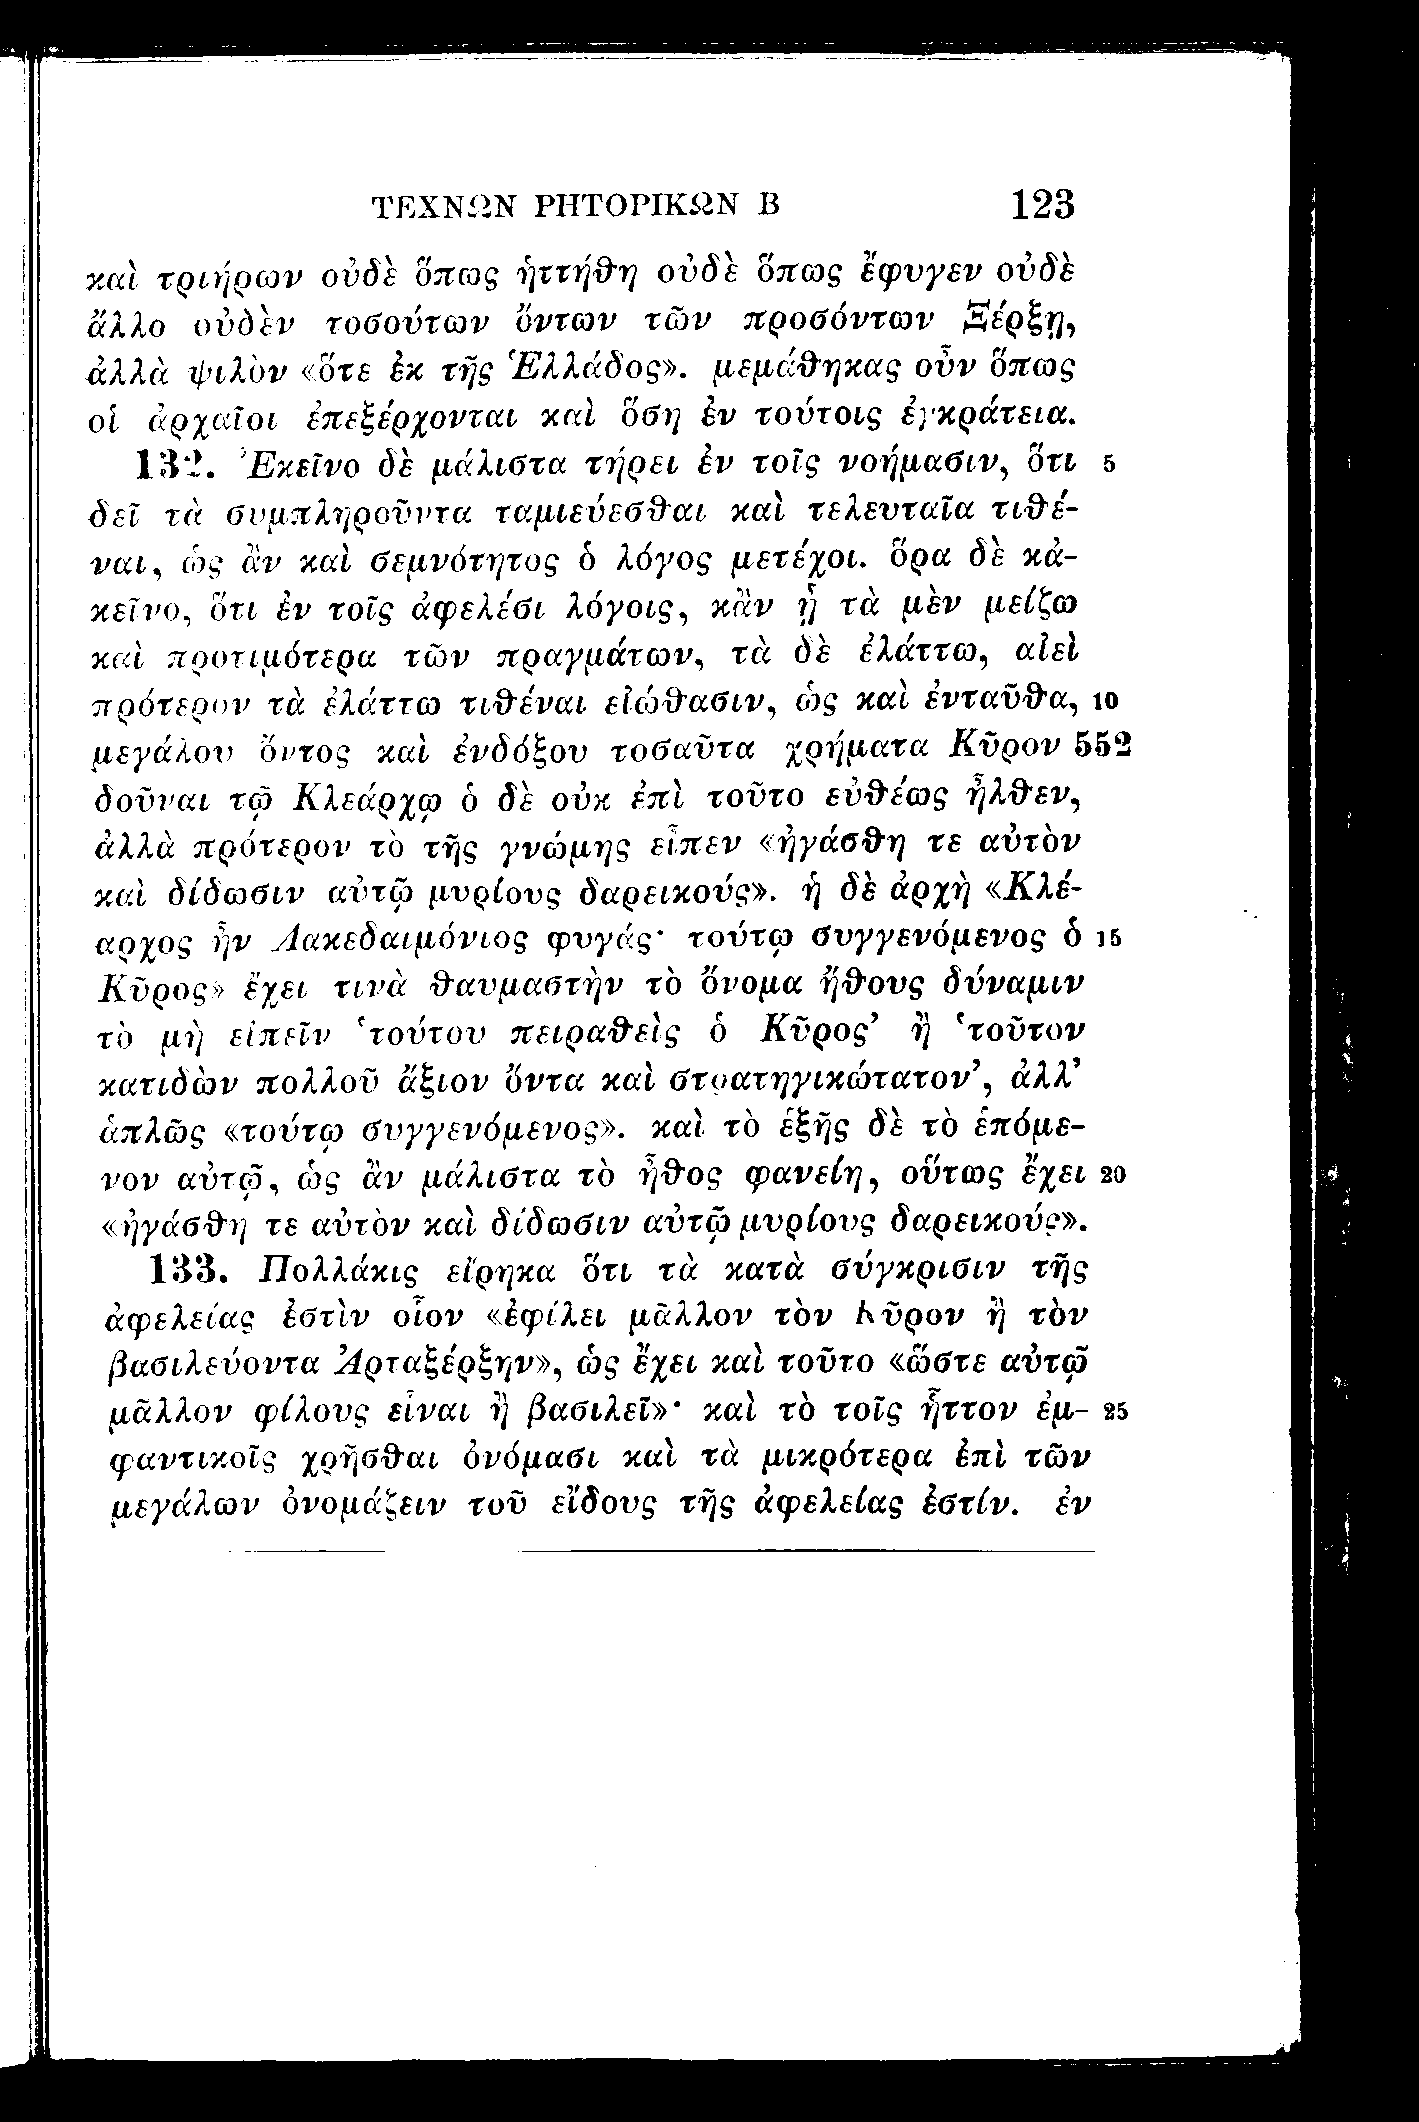 ΤΕΧΝΩΝ ΡΗΤΟΡΙΚΩΝ Β 123
καὶ τριήρων οὐδὲ ὅπως ἡττήθη οὐδὲ ὅπως ἔφυγεν οὐδὲ
ἄλλο οὐδὲν τοσούτων ὄντων τῶν προσόντων Ξέρξῃ,
ἀλλὰ ψιλὸν «ὅτε ἐκ τῆς Ἑλλάδος». μεμάθηκας οὖν ὅπως
οἱ ἀρχαῖοι ἐπεξέρχονται καὶ ὅση ἐν τούτοις ἐγκράτεια.
132. Ἐκεῖνο δὲ μάλιστα τήρει ἐν τοῖς νοήμασιν, ὅτι 5
δεῖ τὰ συμπληροῦντα ταμιεύεσθαι καὶ τελευταῖα τιθέ-
ναι, ὡς ἂν καὶ σεμνότητος ὁ λόγος μετέχοι. ὅρα δὲ κἀ-
κεῖνο, ὅτι ἐν τοῖς ἀφελέσι λόγοις, κἂν ᾖ τὰ μὲν μείζω
καὶ προτιμότερα τῶν πραγμάτων, τὰ δὲ ἐλάττω, αἰεὶ
πρότερον τὰ ἐλάττω τιθέναι εἰώθασιν, ὡς καὶ ἐνταῦθα, 10
μεγάλου ὄντος καὶ ἐνδόξου τοσαῦτα χρήματα Κῦρον 552
δοῦναι τῷ Κλεάρχῳ ὁ δὲ οὐκ ἐπὶ τοῦτο εὐθέως ἦλθεν,
ἀλλὰ πρότερον τὸ τῆς γνώμης εἶπεν «ἠγάσθη τε αὐτὸν
καὶ δίδωσιν αὐτῷ μυρίους δαρεικούς». ἡ δὲ ἀρχὴ «Κλέ-
αρχος ἦν Λακεδαιμόνιος φυγάς· τούτῳ συγγενόμενος ὁ 15
Κῦρος» ἔχει τινὰ θαυμαστὴν τὸ ὄνομα ἤθους δύναμιν
τὸ μὴ εἰπεῖν ‛τούτου πειραθεὶς ὁ Κῦρος’ ἢ ‛τοῦτον
κατιδὼν πολλοῦ ἄξιον ὄντα καὶ στρατηγικώτατον’, ἀλλ’
ἁπλῶς «τούτῳ συγγενόμενος». καὶ τὸ ἑξῆς δὲ τὸ ἑπόμε-
νον αὐτῷ, ὡς ἂν μάλιστα τὸ ἦθος φανείη, οὕτως ἔχει 20
«ἠγάσθη τε αὐτὸν καὶ δίδωσιν αὐτῷ μυρίους δαρεικούς».
133. Πολλάκις εἴρηκα ὅτι τὰ κατὰ σύγκρισιν τῆς
ἀφελείας ἐστὶν οἷον «ἐφίλει μᾶλλον τὸν Κῦρον ἢ τὸν
βασιλεύοντα Ἀρταξέρξην», ὡς ἔχει καὶ τοῦτο «ὥστε αὐτῷ
μᾶλλον φίλους εἶναι ἢ βασιλεῖ»· καὶ τὸ τοῖς ἧττον ἐμ- 25
φαντικοῖς χρῆσθαι ὀνόμασι καὶ τὰ μικρότερα ἐπὶ τῶν
μεγάλων ὀνομάζειν τοῦ εἴδους τῆς ἀφελείας ἐστίν. ἐν